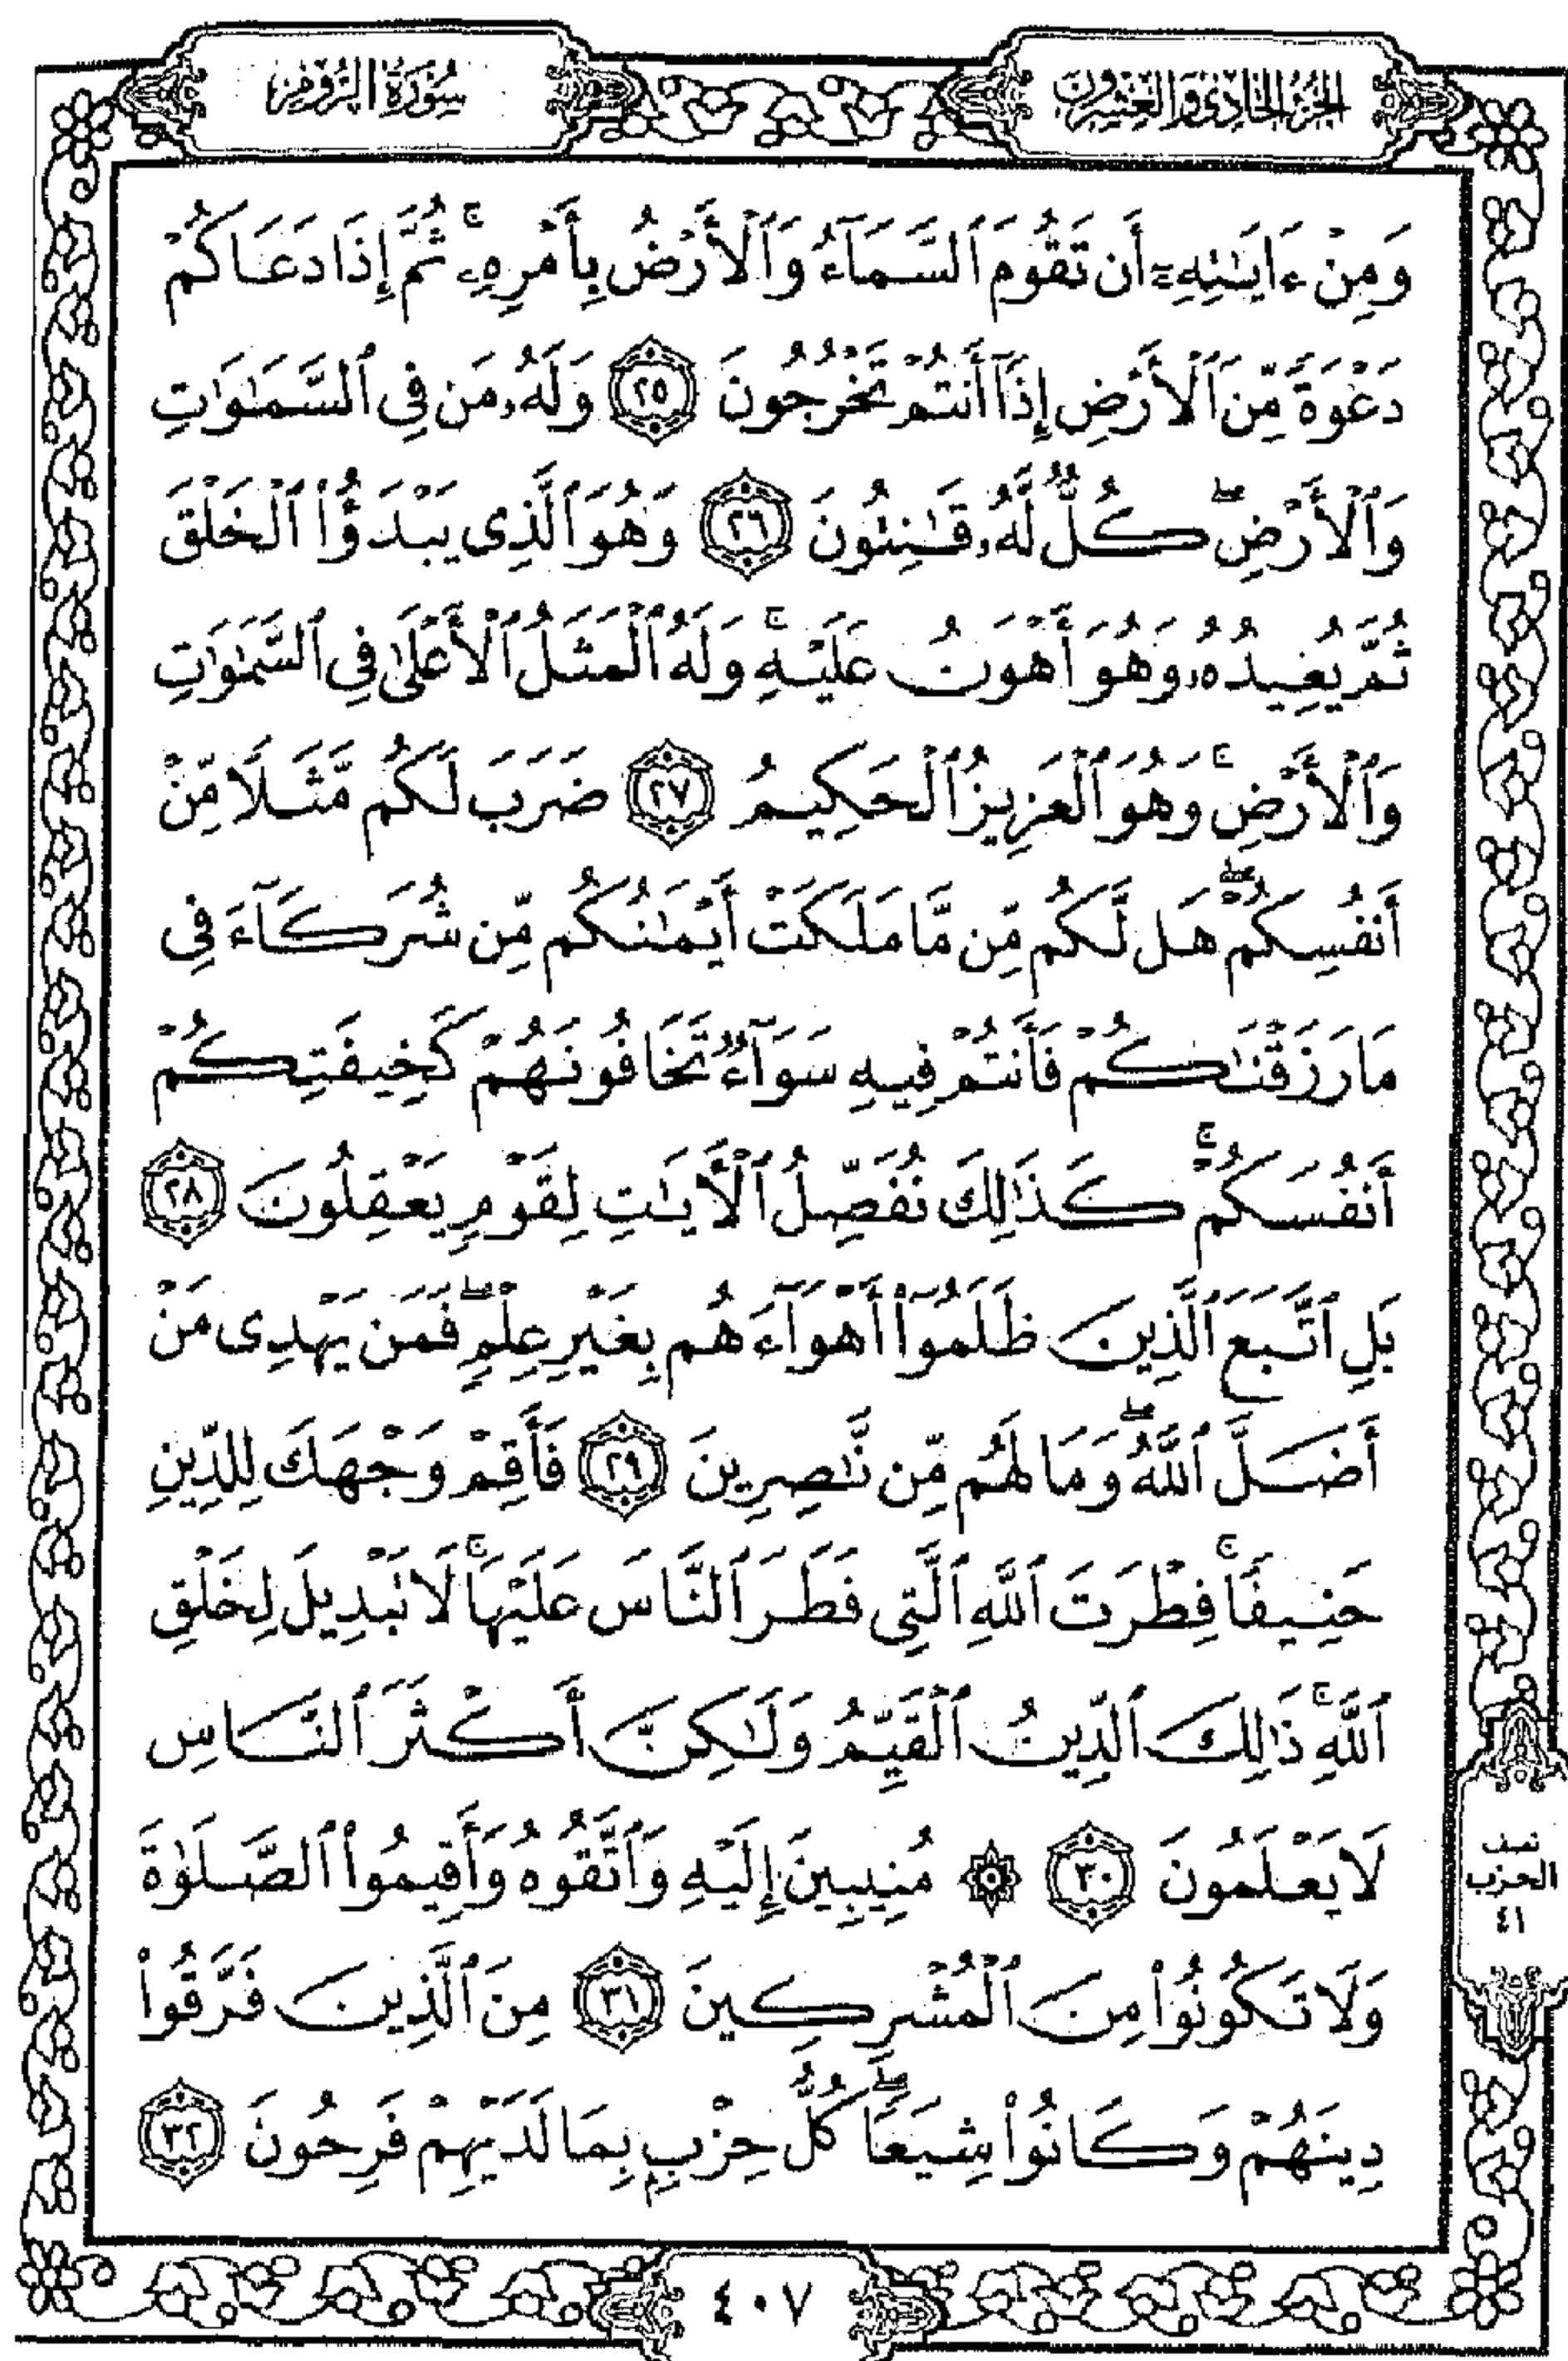 الجزء الحادي والعشرون
سورة الروم
وَمِنْ ءَايَٰتِهِۦٓ أَن تَقُومَ ٱلسَّمَآءُ وَٱلْأَرْضُ بِأَمْرِهِۦۚ ثُمَّ إِذَا دَعَاكُمْ
دَعْوَةً مِّنَ ٱلْأَرْضِ إِذَآ أَنتُمْ تَخْرُجُونَ ٢٥ وَلَهُۥ مَن فِى ٱلسَّمَٰوَٰتِ
وَٱلْأَرْضِۖ كُلٌّ لَّهُۥ قَٰنِتُونَ ٢٦ وَهُوَ ٱلَّذِى يَبْدَؤُا۟ ٱلْخَلْقَ
ثُمَّ يُعِيدُهُۥ وَهُوَ أَهْوَنُ عَلَيْهِۚ وَلَهُ ٱلْمَثَلُ ٱلْأَعْلَىٰ فِى ٱلسَّمَٰوَٰتِ
وَٱلْأَرْضِۚ وَهُوَ ٱلْعَزِيزُ ٱلْحَكِيمُ ٢٧ ضَرَبَ لَكُم مَّثَلًا مِّنْ
أَنفُسِكُمْۖ هَل لَّكُم مِّن مَّا مَلَكَتْ أَيْمَٰنُكُم مِّن شُرَكَآءَ فِى
مَا رَزَقْنَٰكُمْ فَأَنتُمْ فِيهِ سَوَآءٌ تَخَافُونَهُمْ كَخِيفَتِكُمْ
أَنفُسَكُمْۚ كَذَٰلِكَ نُفَصِّلُ ٱلْءَايَٰتِ لِقَوْمٍ يَعْقِلُونَ ٢٨
بَلِ ٱتَّبَعَ ٱلَّذِينَ ظَلَمُوٓا۟ أَهْوَآءَهُم بِغَيْرِ عِلْمٍۖ فَمَن يَهْدِى مَنْ
أَضَلَّ ٱللَّهُۖ وَمَا لَهُم مِّن نَّٰصِرِينَ ٢٩ فَأَقِمْ وَجْهَكَ لِلدِّينِ
حَنِيفًاۚ فِطْرَتَ ٱللَّهِ ٱلَّتِى فَطَرَ ٱلنَّاسَ عَلَيْهَاۚ لَا تَبْدِيلَ لِخَلْقِ
ٱللَّهِۚ ذَٰلِكَ ٱلدِّينُ ٱلْقَيِّمُ وَلَٰكِنَّ أَكْثَرَ ٱلنَّاسِ
لَا يَعْلَمُونَ ٣٠ ۞ مُنِيبِينَ إِلَيْهِ وَٱتَّقُوهُ وَأَقِيمُوا۟ ٱلصَّلَوٰةَ
وَلَا تَكُونُوا۟ مِنَ ٱلْمُشْرِكِينَ ٣١ مِنَ ٱلَّذِينَ فَرَّقُوا۟
دِينَهُمْ وَكَانُوا۟ شِيَعًاۖ كُلُّ حِزْبٍۭ بِمَا لَدَيْهِمْ فَرِحُونَ ٣٢
نصف
الحزب
٤١
٤٠٧